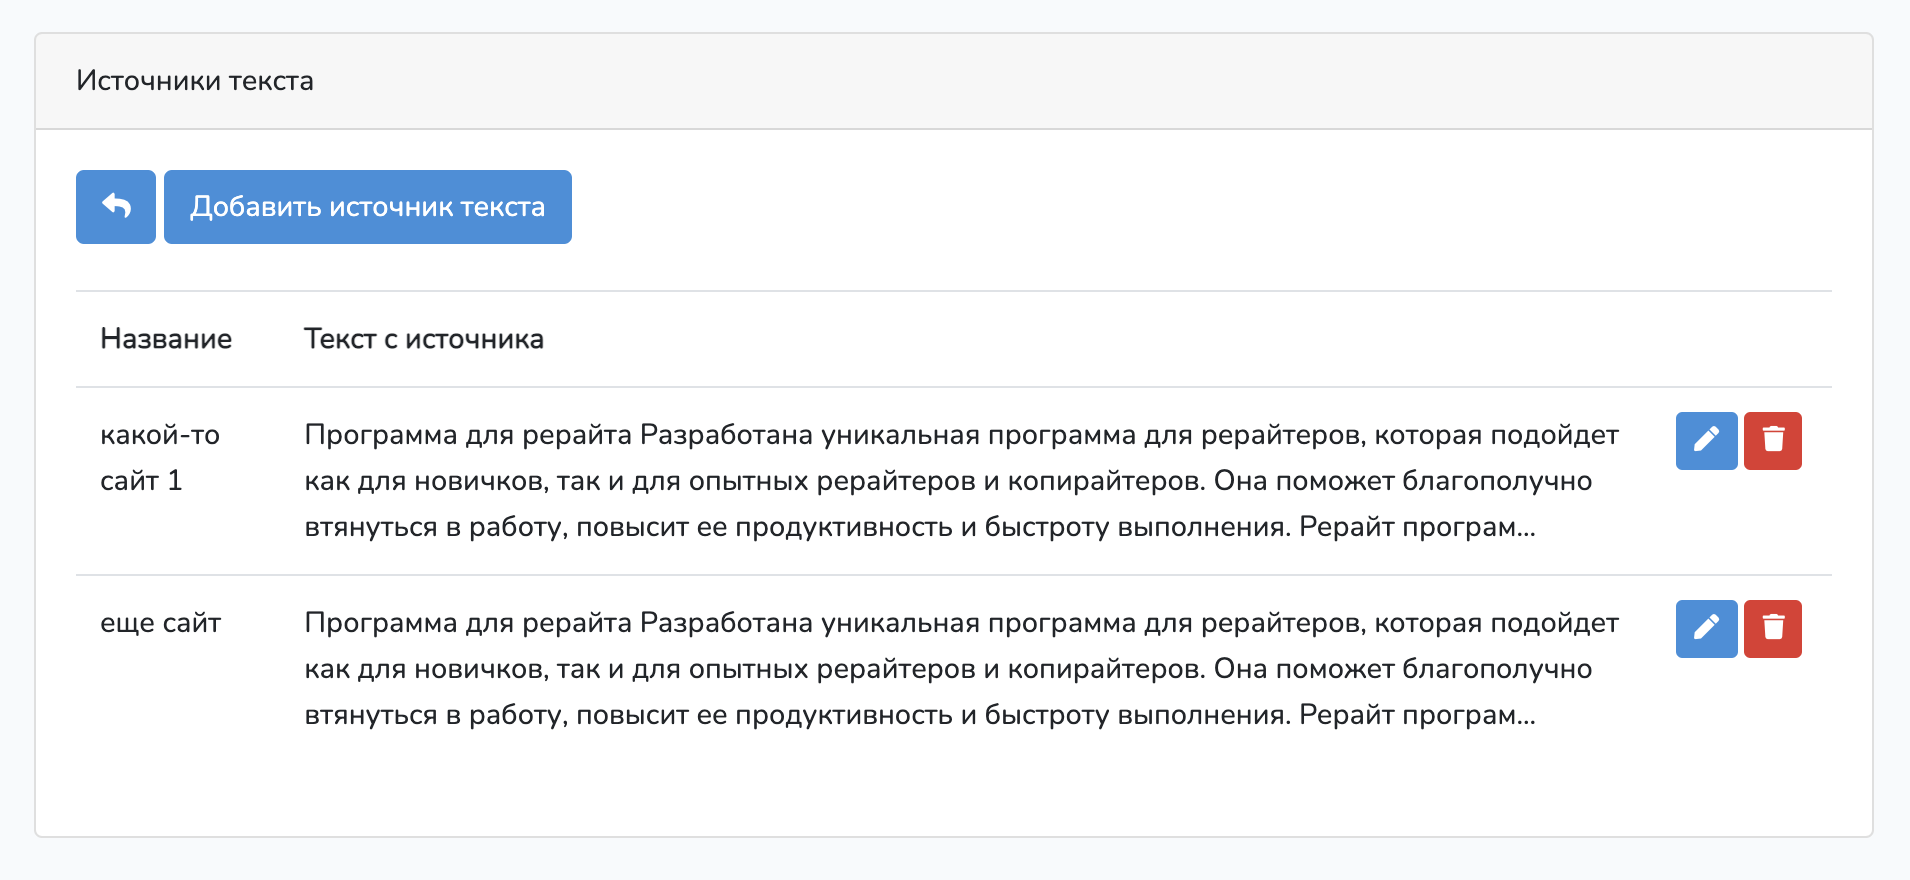 Источники текста
Добавить источник текста
Название Текст с источника
какой-то сайт 1
Программа для рерайта Разработана уникальная программа для рерайтеров, которая подойдет
как для новичков, так и для опытных рерайтеров и копирайтеров. Она поможет благополучно
втянуться в работу, повысит ее продуктивность и быстроту выполнения. Рерайт програм...
еще сайт
Программа для рерайта Разработана уникальная программа для рерайтеров, которая подойдет
как для новичков, так и для опытных рерайтеров и копирайтеров. Она поможет благополучно
втянуться в работу, повысит ее продуктивность и быстроту выполнения. Рерайт програм...